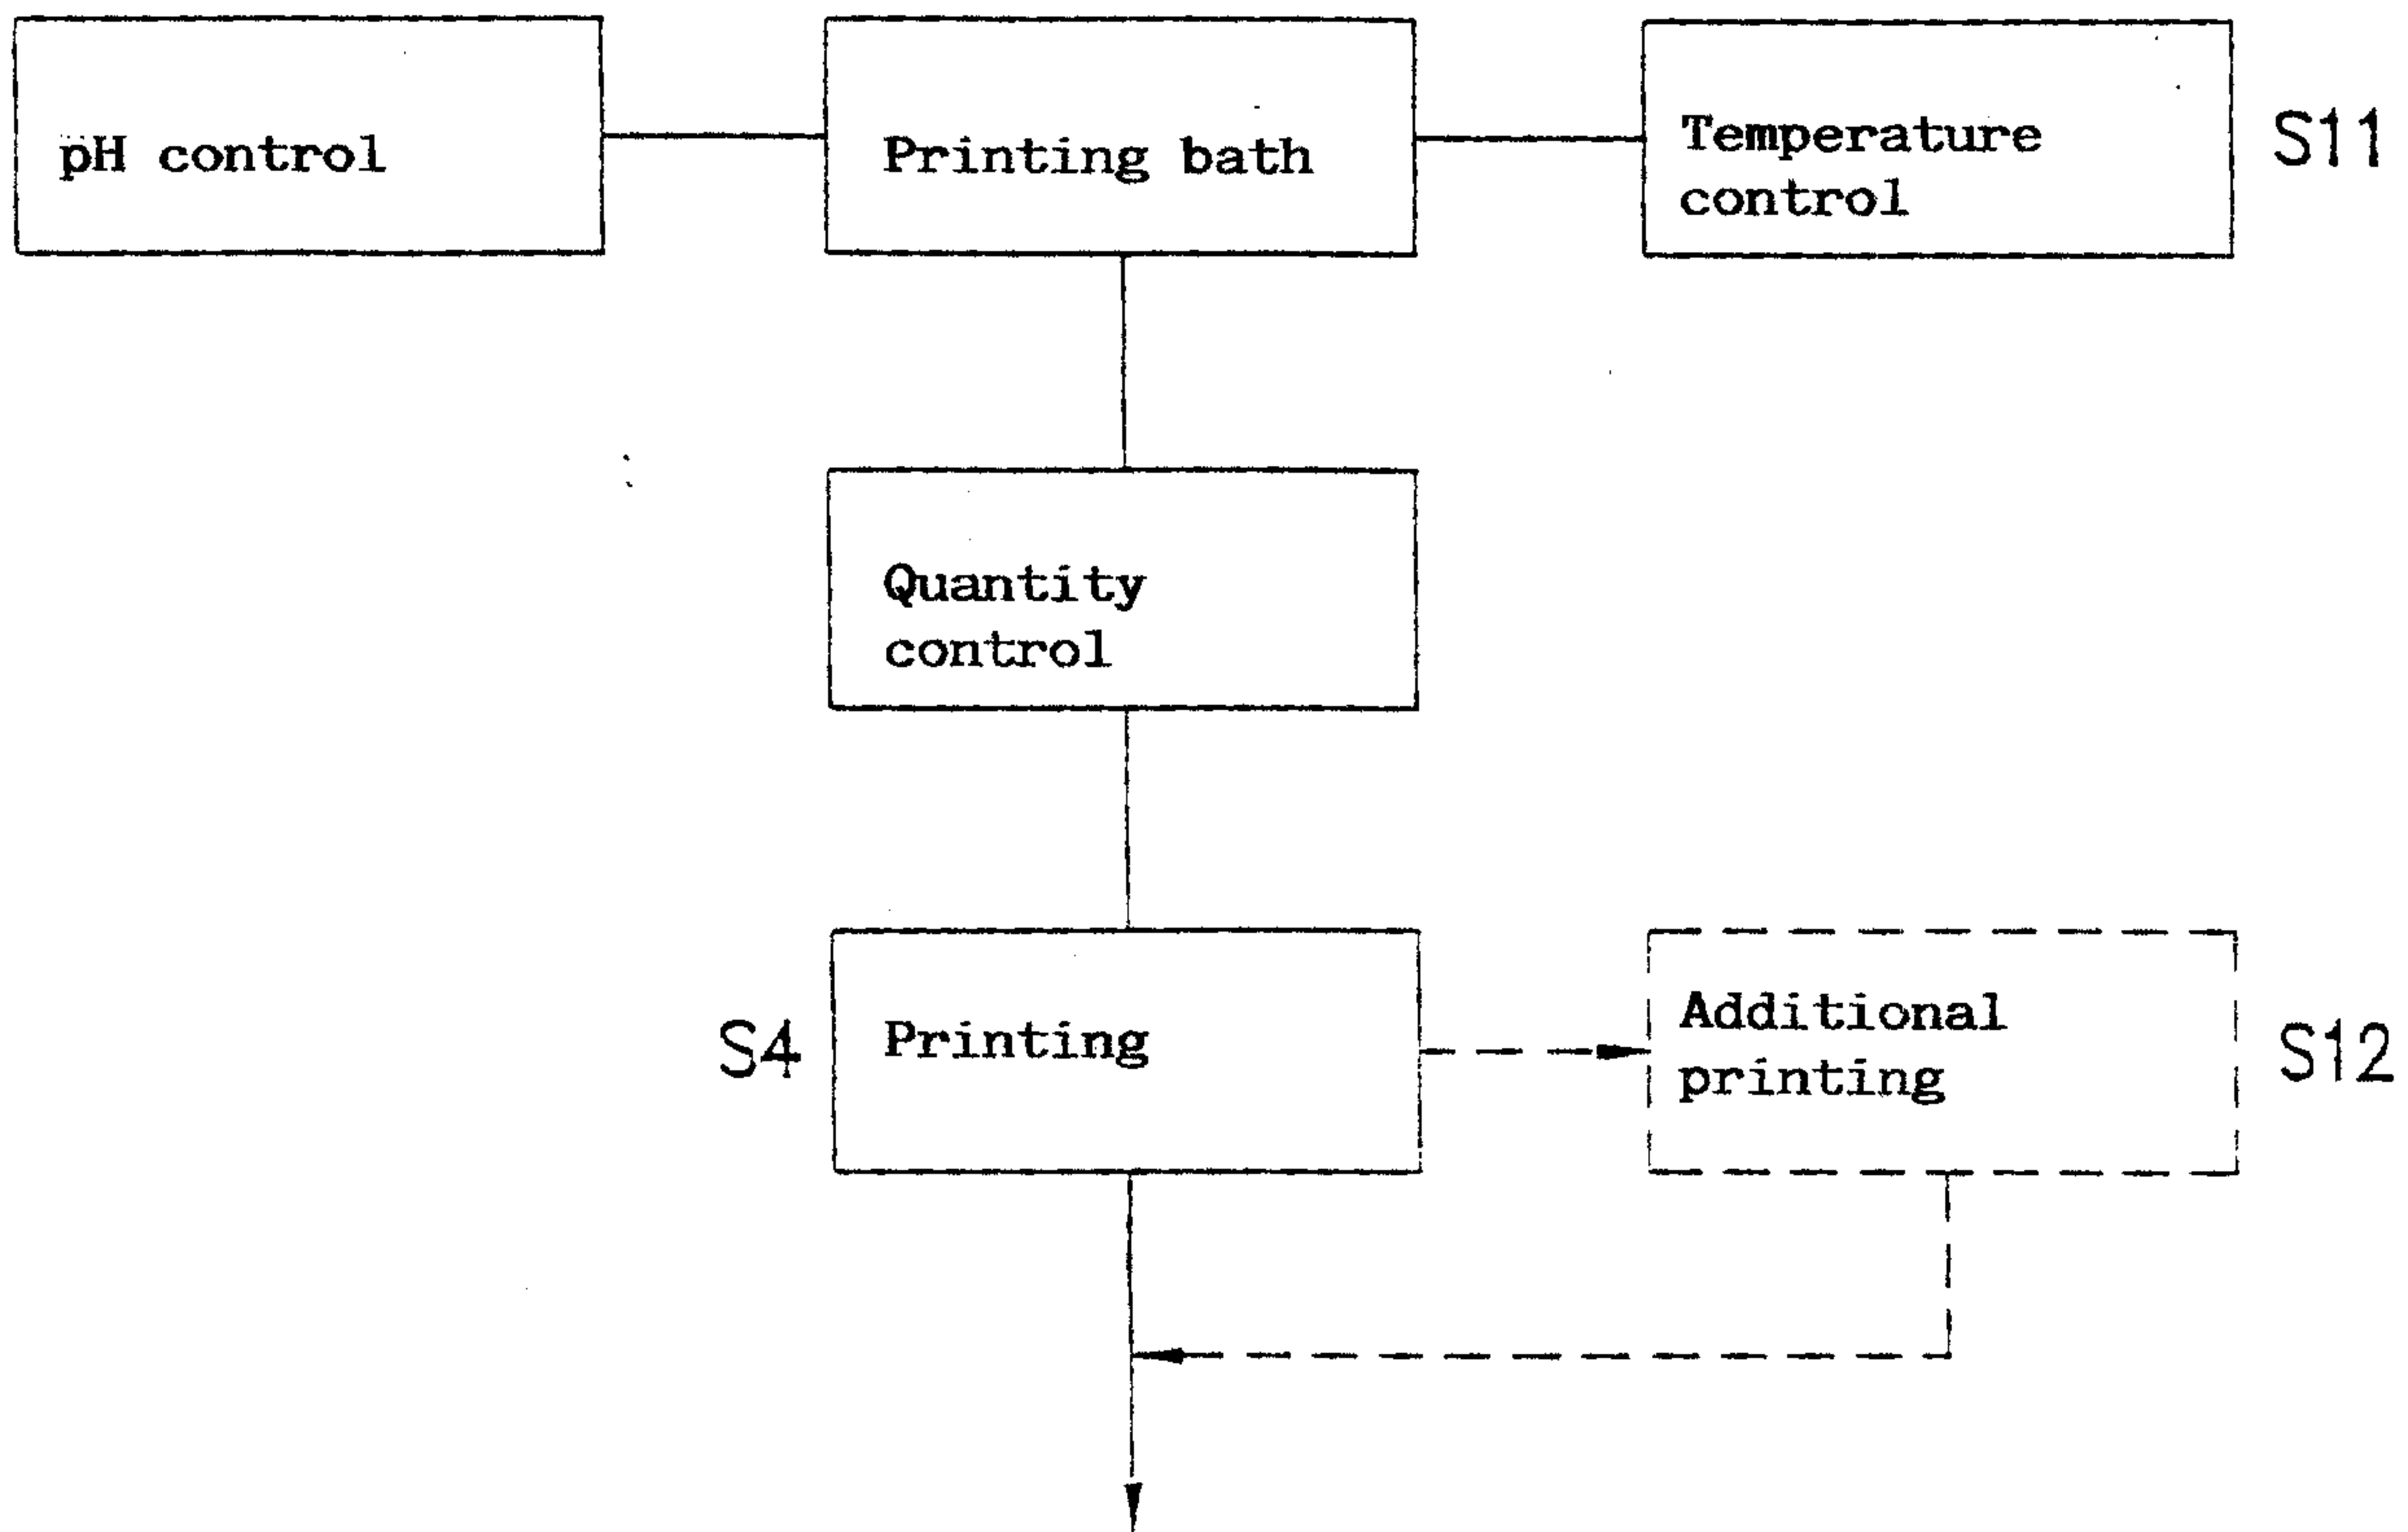 pH control
Printing bath
Temperature
control
S11
Quantity
control
S4
Printing
Additional
printing
S12